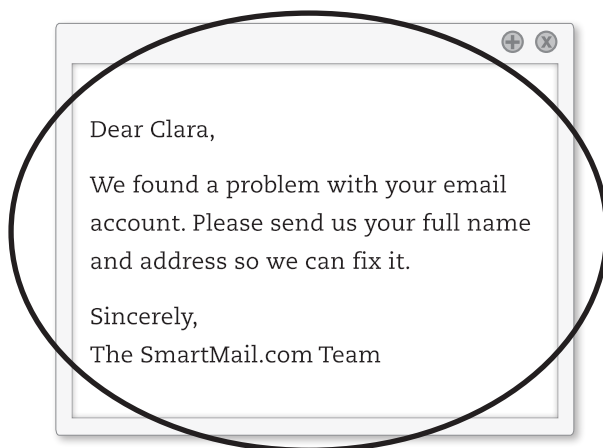 Dear Clara,
We found a problem with your email
account. Please send us your full name
and address so we can fix it.
Sincerely,
The SmartMail.com Team